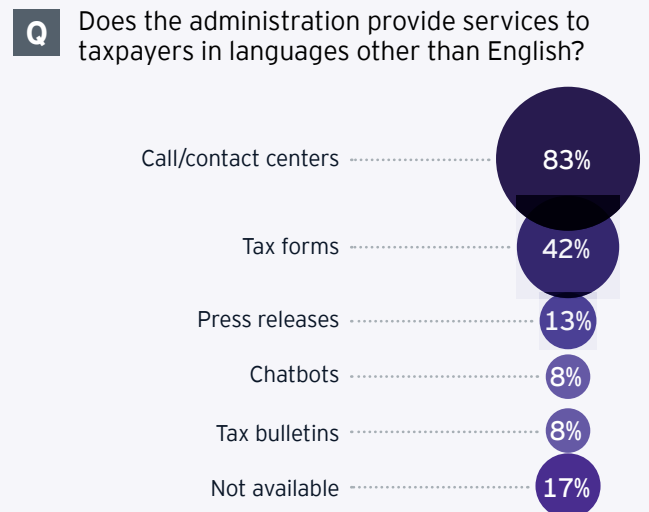 Q
Does the administration provide services to
taxpayers in languages other than English?
Call/contact centers 83%
Tax forms 42%
Press releases 13%
Chatbots 8%
Tax bulletins 8%
Not available 17%